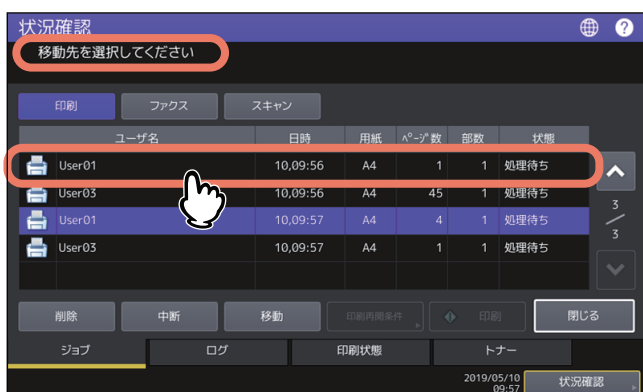 状況確認
?
移動先を選択してください
印刷 ファクス スキャン
ユーザ名 日時 用紙 ﾍﾟｰｼﾞ数 部数 状態
User01 10,09:56 A4 1 1 処理待ち
User03 10,09:56 A4 45 1 処理待ち
User01 10,09:57 A4 4 1 処理待ち
User03 10,09:57 A4 1 1 処理待ち
3
3
削除 中断 移動 印刷再開条件 印刷 閉じる
ジョブ ログ 印刷状態 トナー
2019/05/10
09:57
状況確認